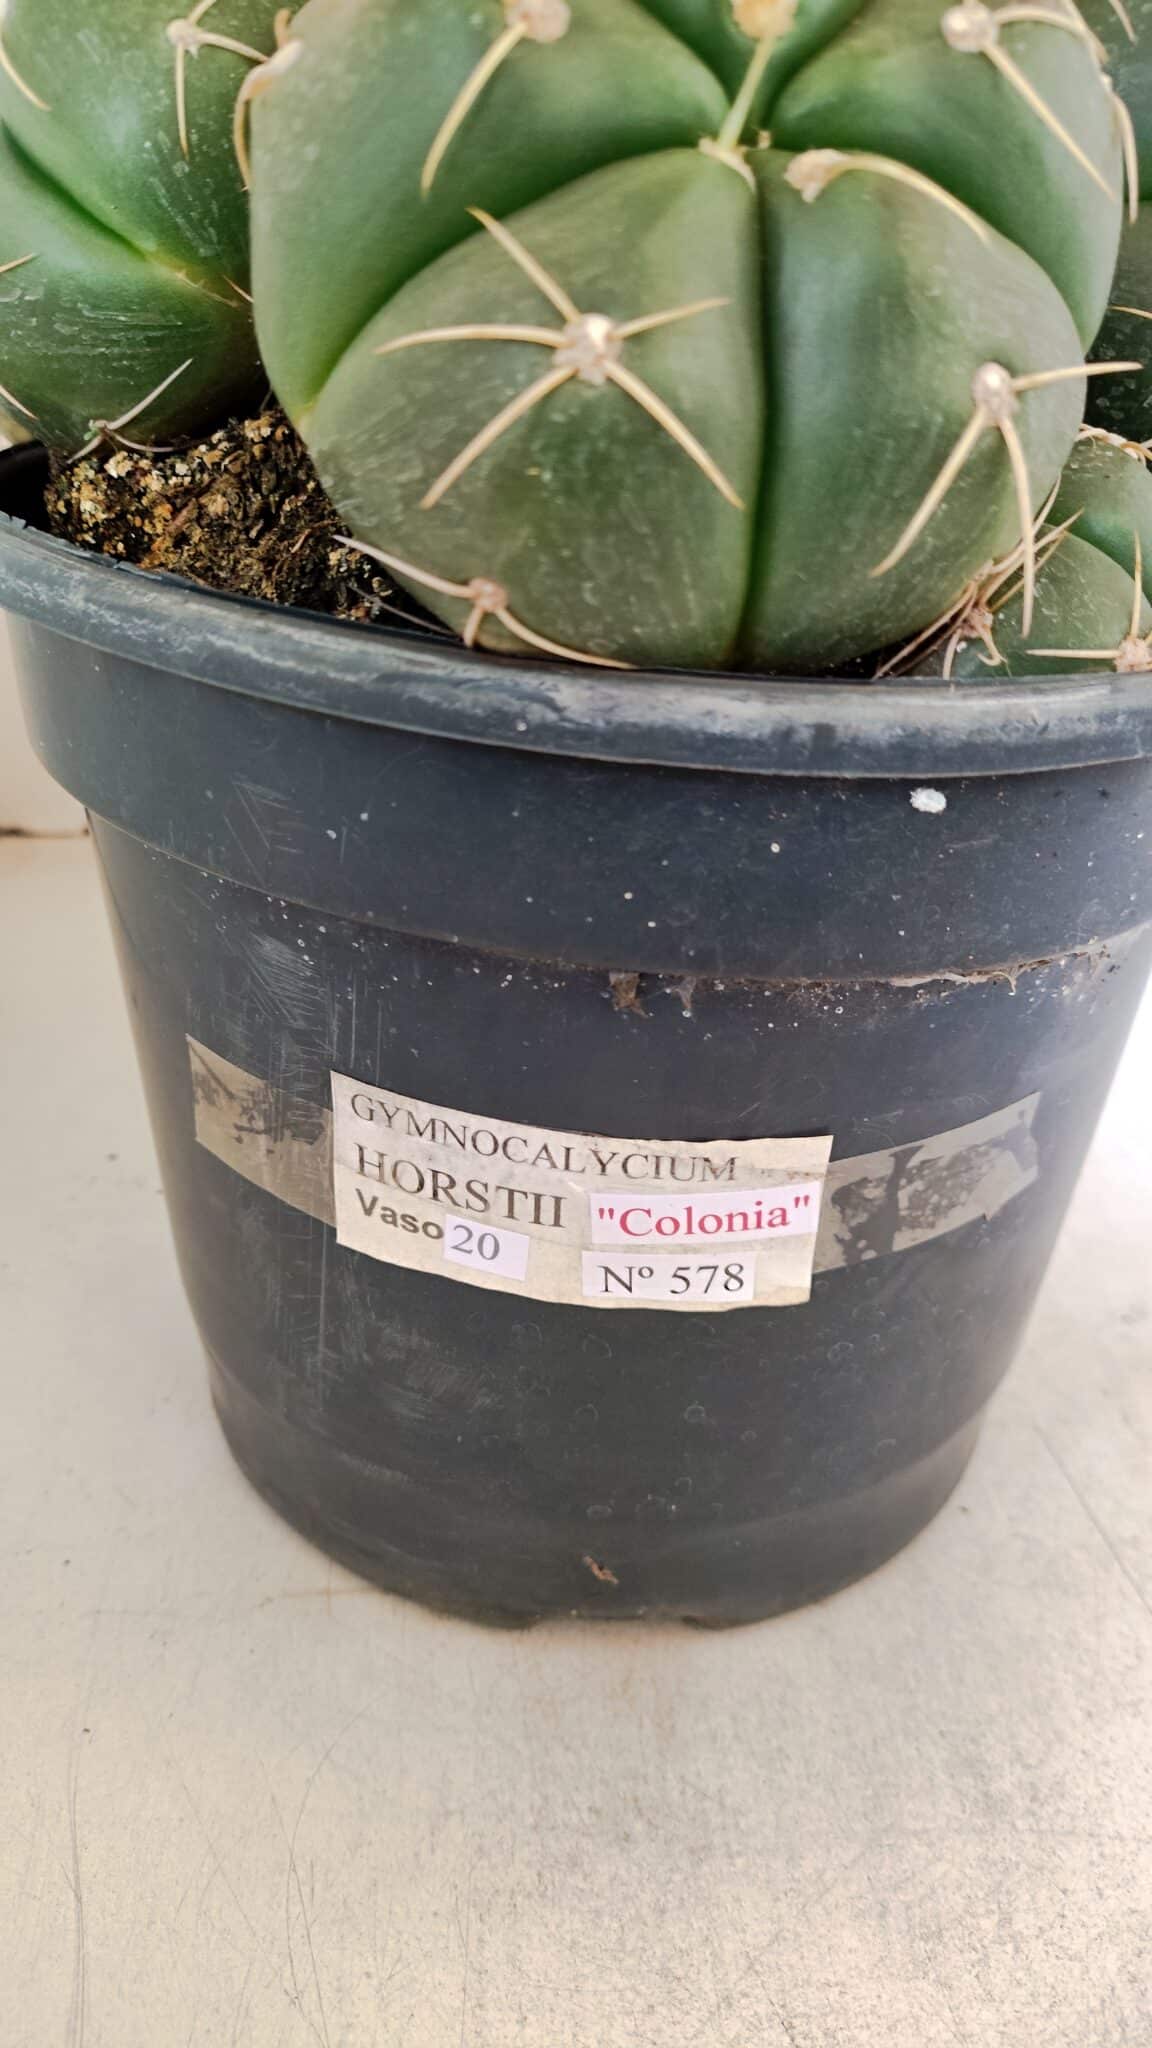 GYMNOCALYCIUM
HORSTII "Colonia"
Vaso 20 Nº 578